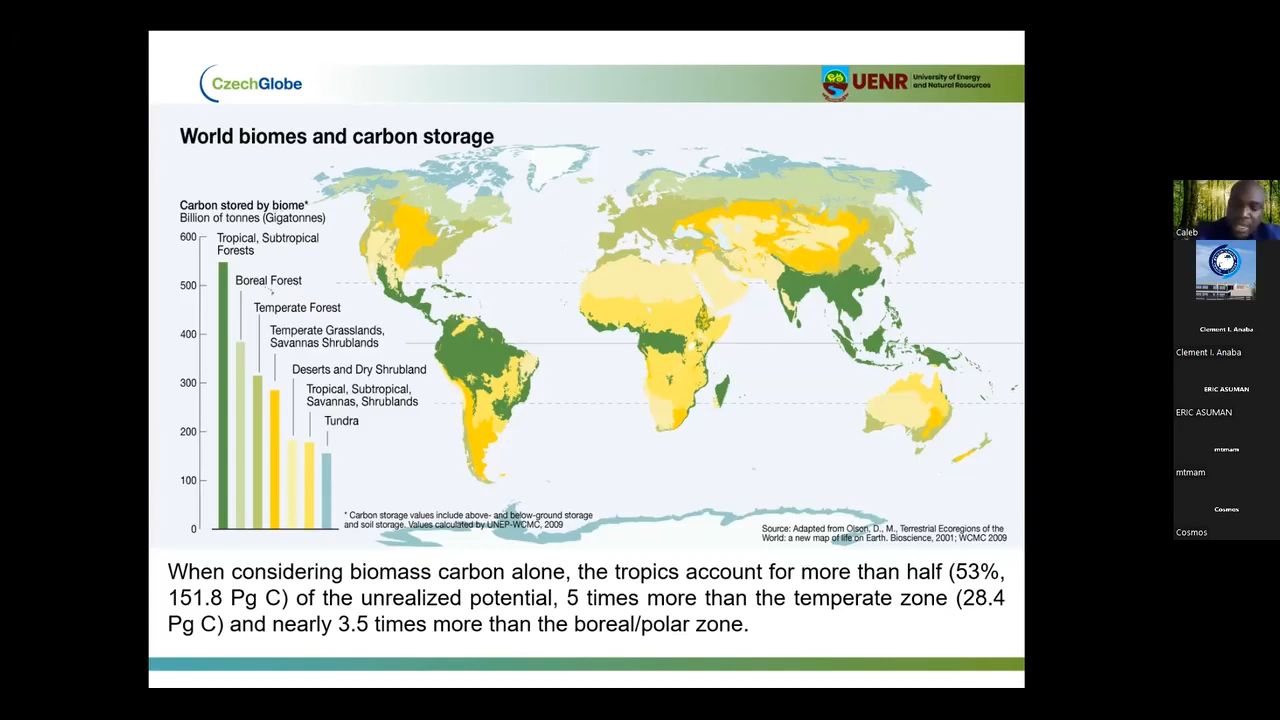 CzechGlobe
UENR
University of Energy
and Natural Resources
World biomes and carbon storage
Carbon stored by biome*
Billion of tonnes (Gigatonnes)
600
500
400
300
200
100
0
Tropical, Subtropical
Forests
Boreal Forest
Temperate Forest
Temperate Grasslands,
Savannas Shrublands
Deserts and Dry Shrubland
Tropical, Subtropical,
Savannas, Shrublands
Tundra
* Carbon storage values include above- and below-ground storage
and soil storage. Values calculated by UNEP-WCMC, 2009
Source: Adapted from Olson, D., M., Terrestrial Ecoregions of the
World: a new map of life on Earth. Bioscience, 2001; WCMC 2009
When considering biomass carbon alone, the tropics account for more than half (53%,
151.8 Pg C) of the unrealized potential, 5 times more than the temperate zone (28.4
Pg C) and nearly 3.5 times more than the boreal/polar zone.
Caleb
Clement I. Anaba
Clement I. Anaba
ERIC ASUMAN
ERIC ASUMAN
mtmam
mtmam
Cosmos
Cosmos